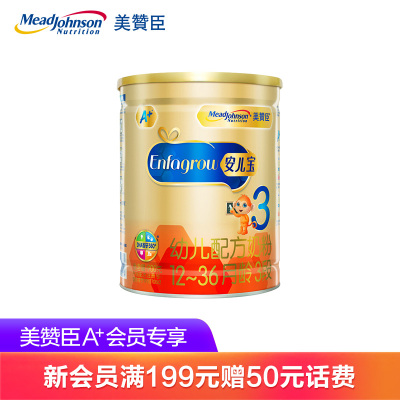 MeadJohnson 美赞臣
Nutrition
A+
MeadJohnson 美赞臣
Nutrition
Enfagrow 安儿宝
3
幼儿配方奶粉
12~36月龄 3段
美赞臣A+会员专享
新会员满199元赠50元话费